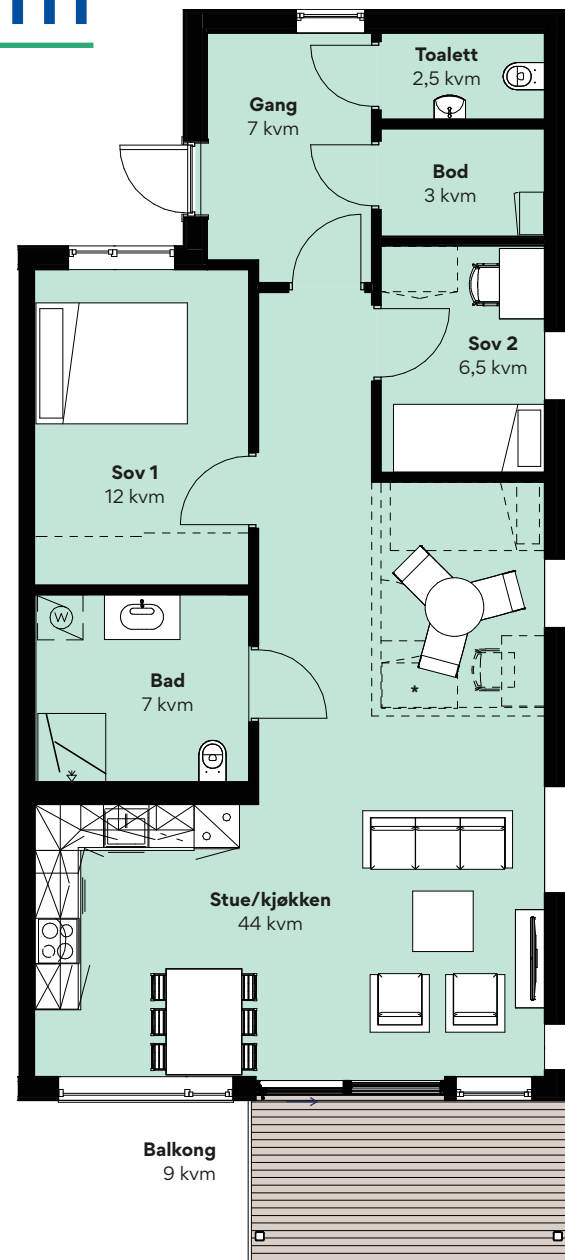 Toalett
2,5 kvm
Gang
7 kvm
Bod
3 kvm
Sov 2
6,5 kvm
Sov 1
12 kvm
W
Bad
7 kvm
*
Stue/kjøkken
44 kvm
Balkong
9 kvm